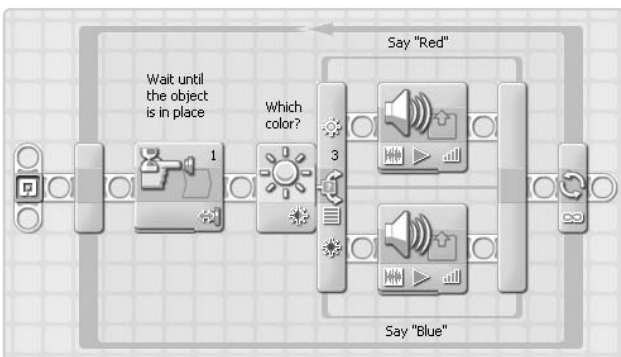 Say "Red"
Wait until
the object
is in place
Which
color?
1
3
Say "Blue"